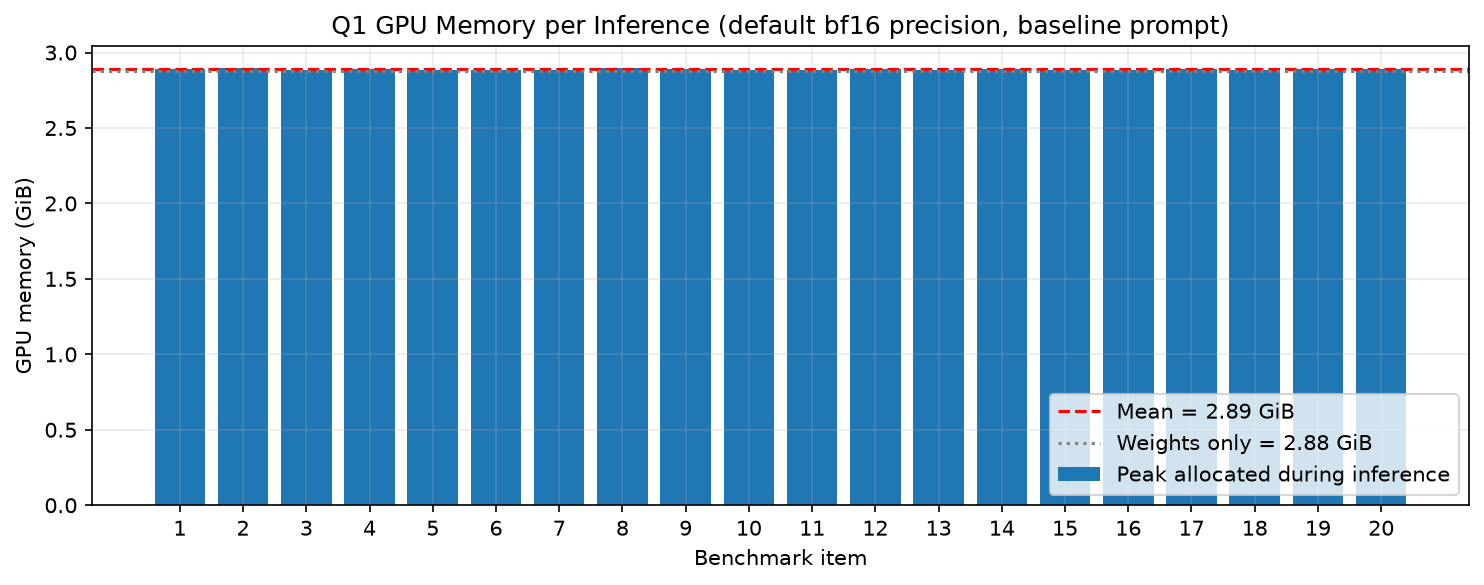 Q1 GPU Memory per Inference (default bf16 precision, baseline prompt)
GPU memory (GiB)
3.0
2.5
2.0
1.5
1.0
0.5
0.0
Mean = 2.89 GiB
Weights only = 2.88 GiB
Peak allocated during inference
1 2 3 4 5 6 7 8 9 10 11 12 13 14 15 16 17 18 19 20
Benchmark item